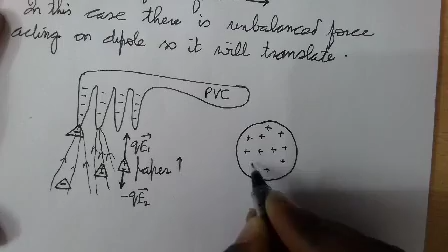 In this case there is unbalanced force
acting on dipole so it will translate.
PVC
qE₁
paper ↑
-qE₂